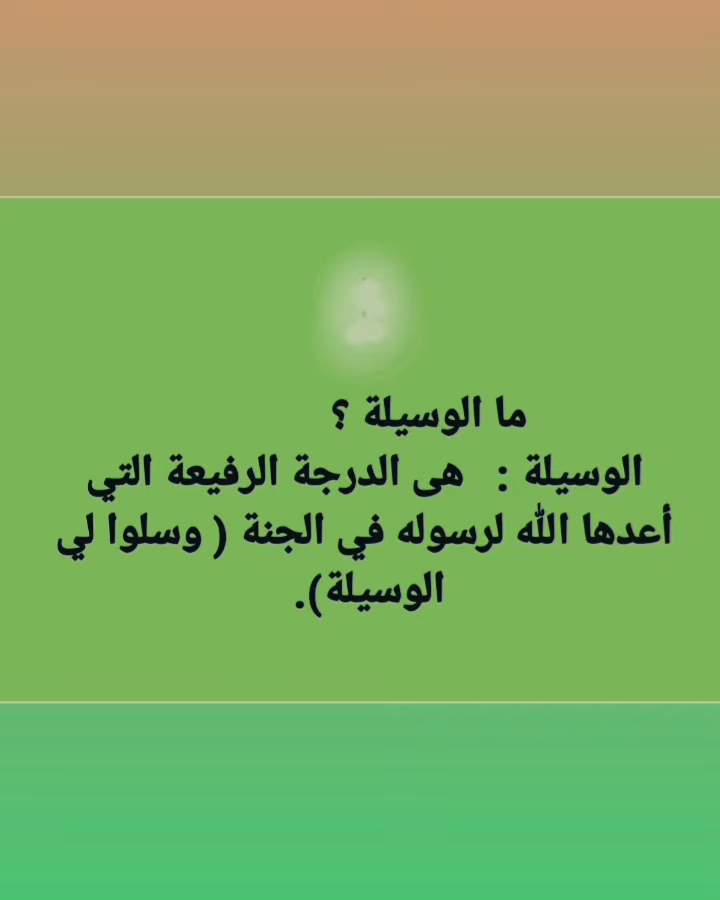 ما الوسيلة ؟
الوسيلة : هى الدرجة الرفيعة التي
أعدها الله لرسوله في الجنة ( وسلوا لي
الوسيلة).